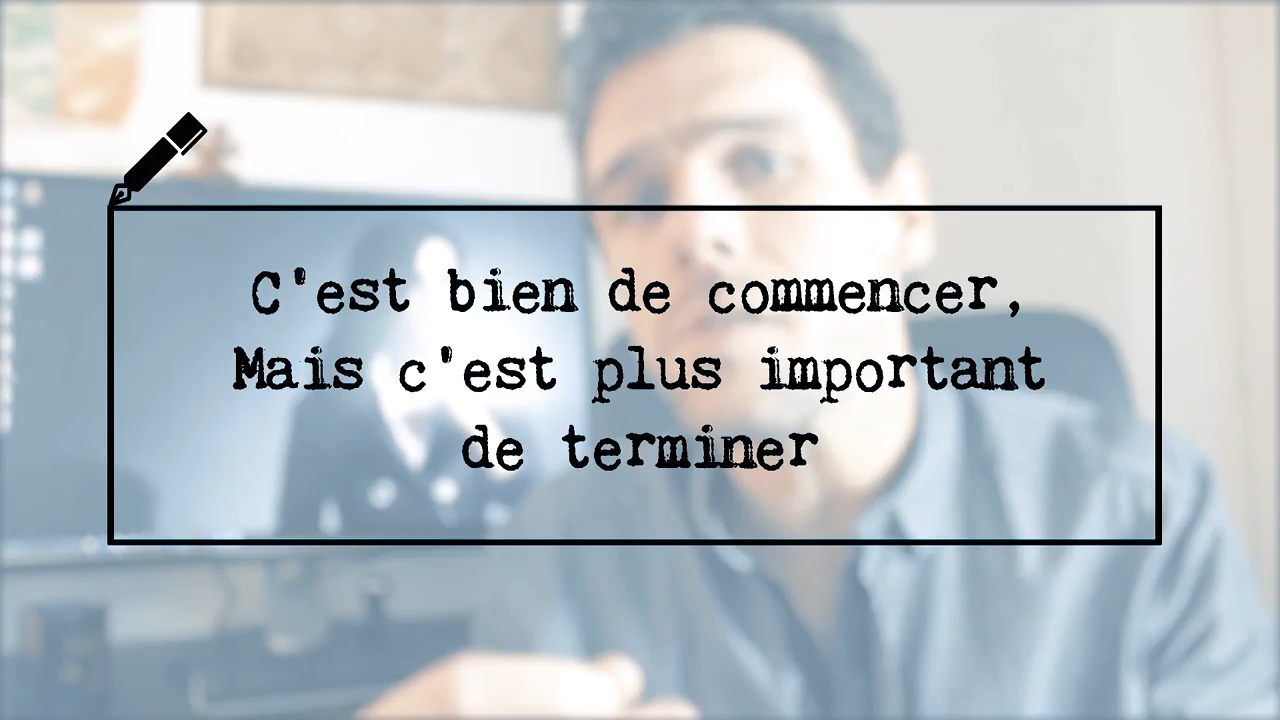 C'est bien de commencer,
Mais c'est plus important
de terminer